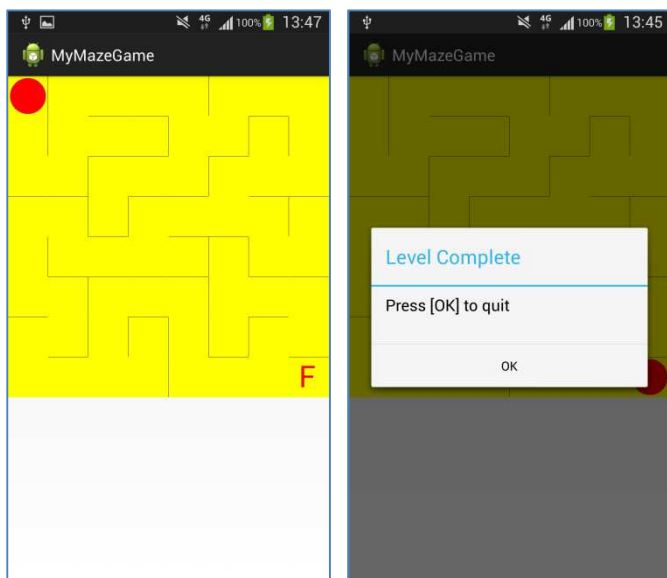 4G 100% 13:47
MyMazeGame
F
4G 100% 13:45
MyMazeGame
Level Complete
Press [OK] to quit
OK